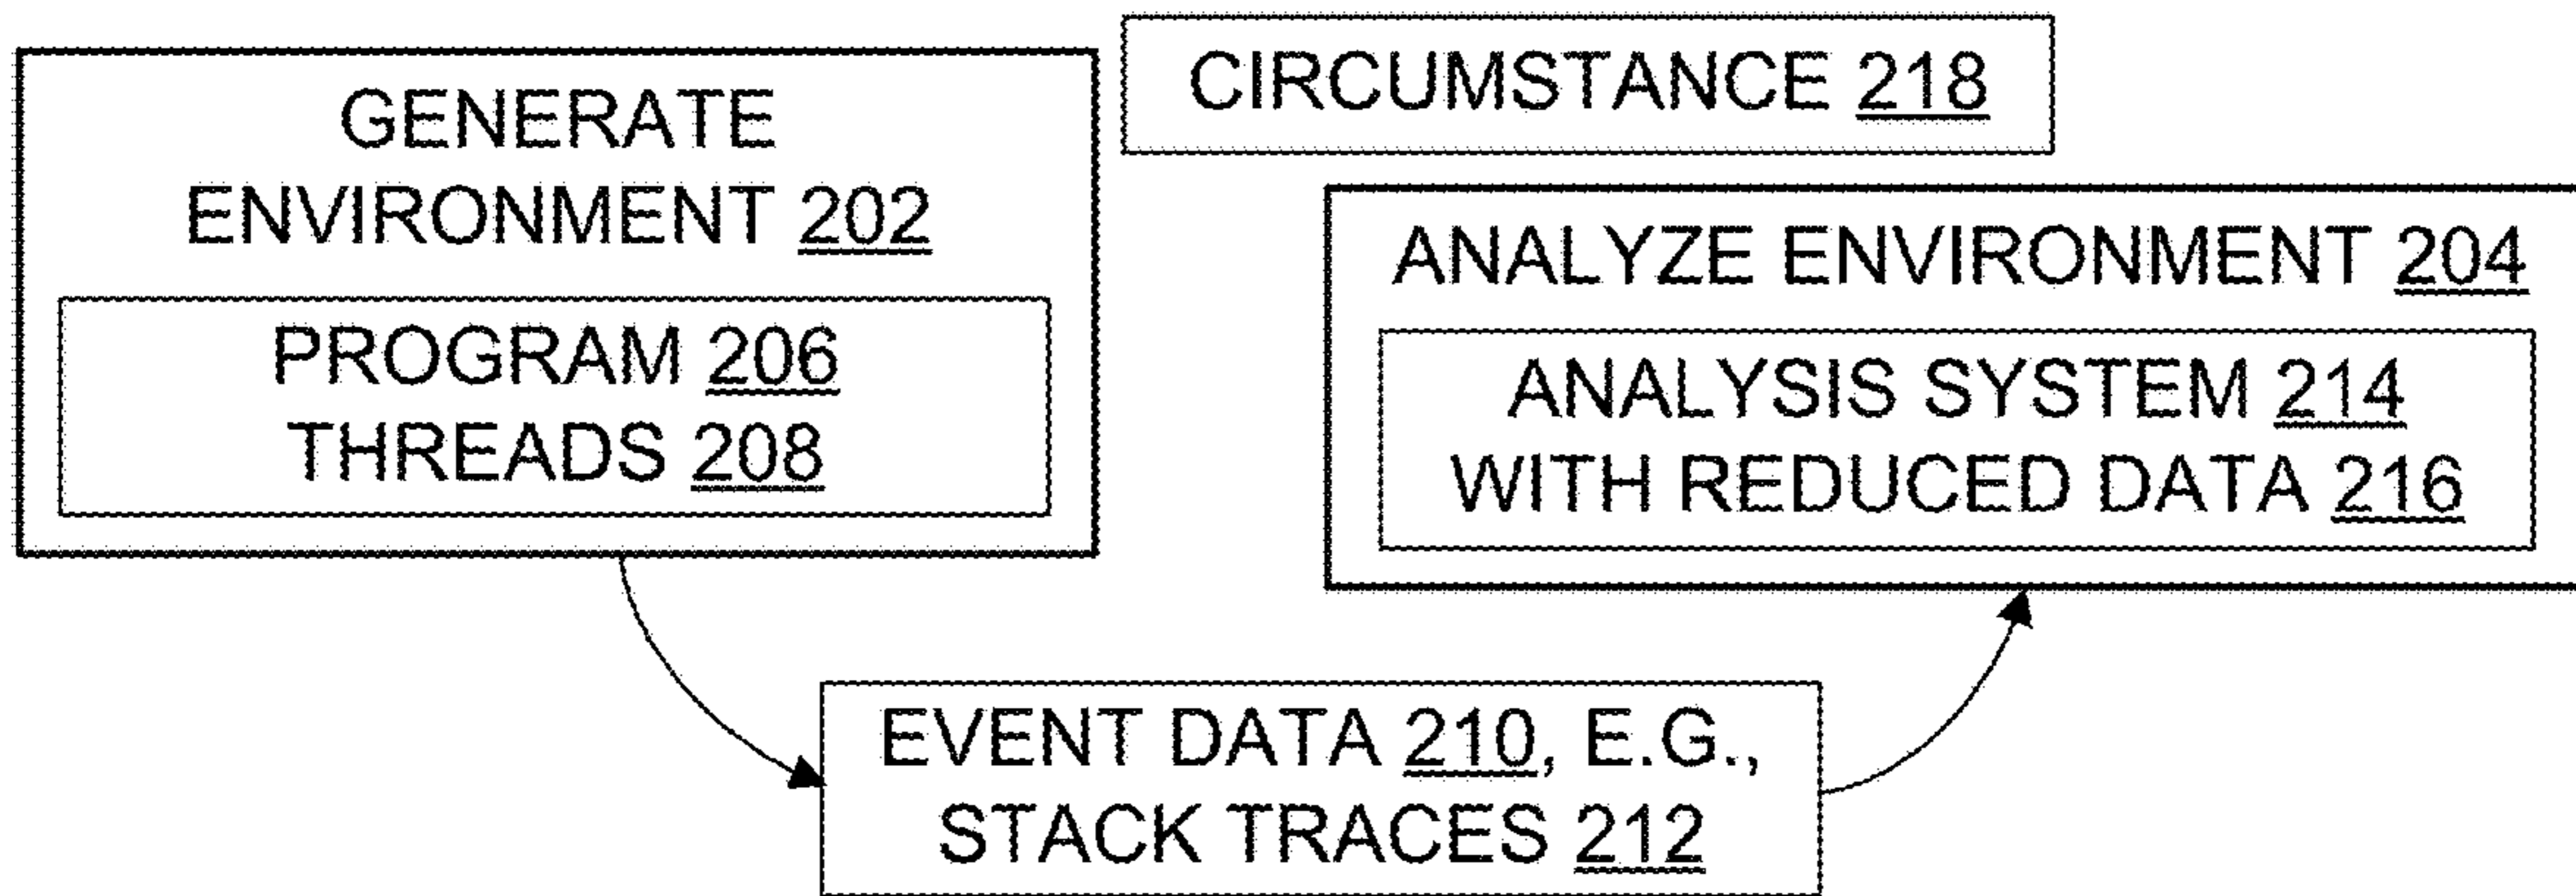 GENERATE
ENVIRONMENT 202
PROGRAM 206
THREADS 208
CIRCUMSTANCE 218
ANALYZE ENVIRONMENT 204
ANALYSIS SYSTEM 214
WITH REDUCED DATA 216
EVENT DATA 210, E.G.,
STACK TRACES 212